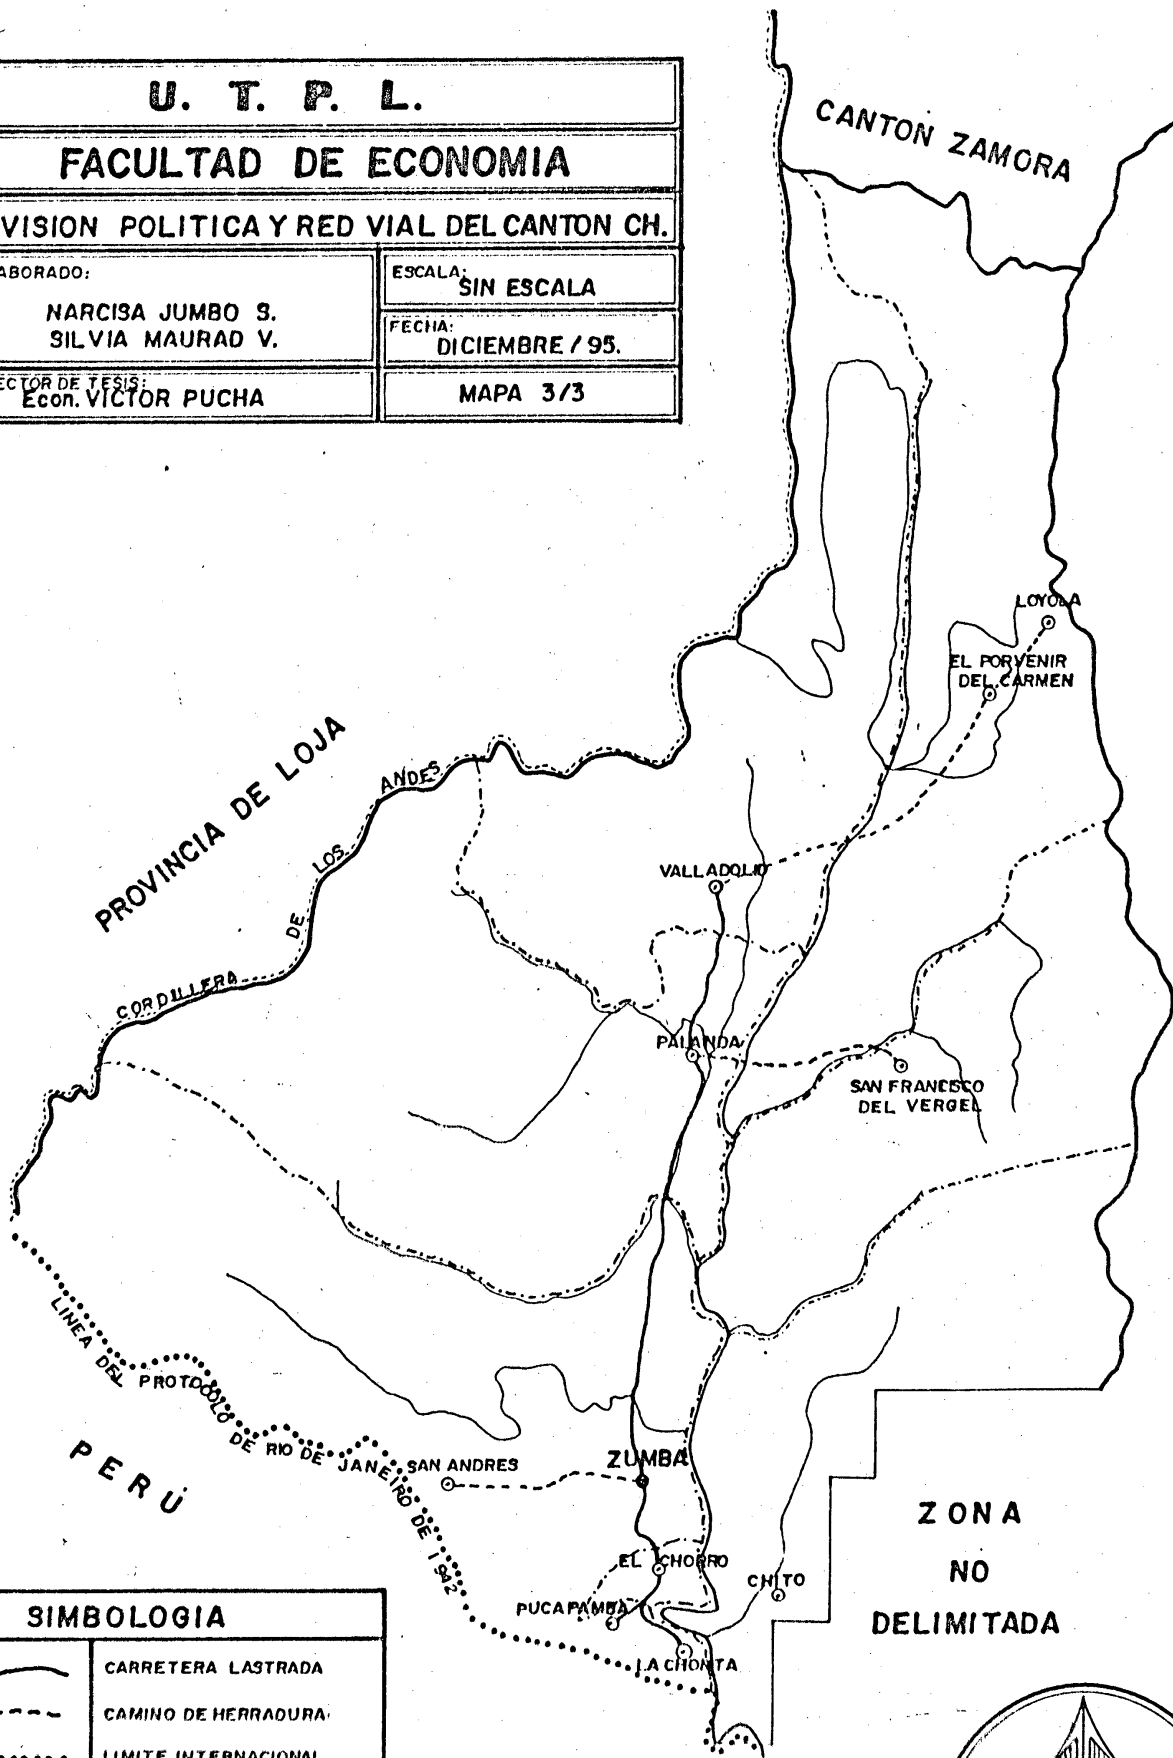 U. T. P. L.
FACULTAD DE ECONOMIA
VISION POLITICA Y RED VIAL DEL CANTON CH.
ABORADO:
NARCISA JUMBO S.
SILVIA MAURAD V.
ESCALA:
SIN ESCALA
FECHA:
DICIEMBRE / 95.
ECTOR DE TESIS:
Econ. VICTOR PUCHA
MAPA 3/3
CANTON ZAMORA
LOYOLA
EL PORVENIR
DEL CARMEN
PROVINCIA DE LOJA
CORDILLERA DE LOS ANDES
VALLADOLID
PALANDA
SAN FRANCISCO
DEL VERGEL
LINEA DEL PROTOCOLO DE RIO DE JANEIRO DE 1942
PERÚ
SAN ANDRES
ZUMBA
EL CHORRO
CHITO
PUCAPAMBA
LA CHONTA
ZONA
NO
DELIMITADA
SIMBOLOGIA
CARRETERA LASTRADA
CAMINO DE HERRADURA
LIMITE INTERNACIONAL